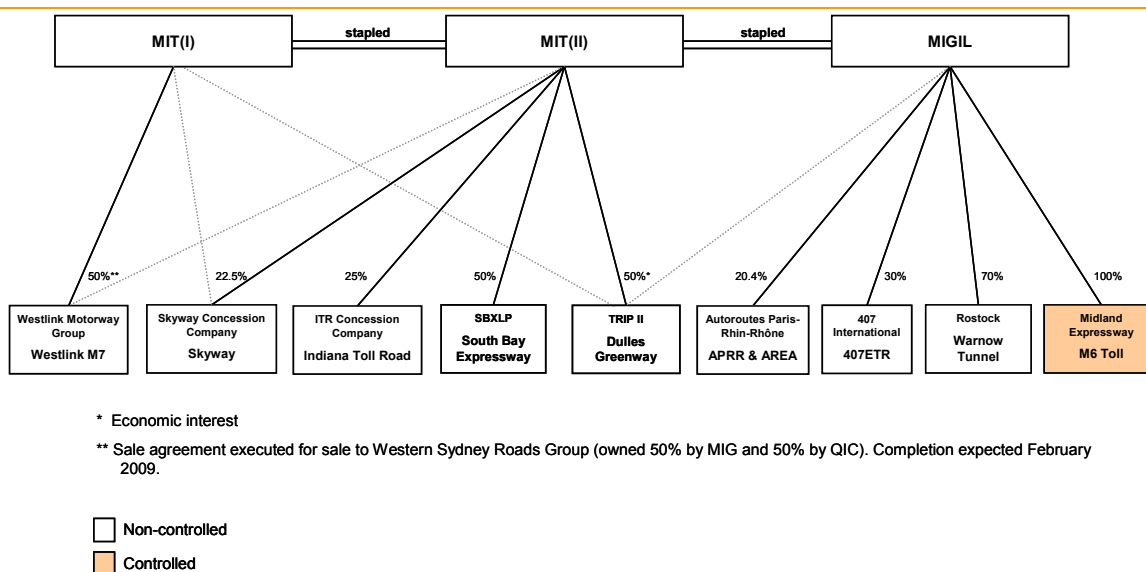 MIT(I)
stapled
MIT(II)
stapled
MIGIL
50%**
22.5%
25%
50%
50%*
20.4%
30%
70%
100%
Westlink Motorway
Group
Westlink M7
Skyway Concession
Company
Skyway
ITR Concession
Company
Indiana Toll Road
SBXLP
South Bay
Expressway
TRIP II
Dulles
Greenway
Autoroutes Paris-
Rhin-Rhône
APRR & AREA
407
International
407ETR
Rostock
Warnow
Tunnel
Midland
Expressway
M6 Toll
* Economic interest
** Sale agreement executed for sale to Western Sydney Roads Group (owned 50% by MIG and 50% by QIC). Completion expected February
2009.
Non-controlled
Controlled